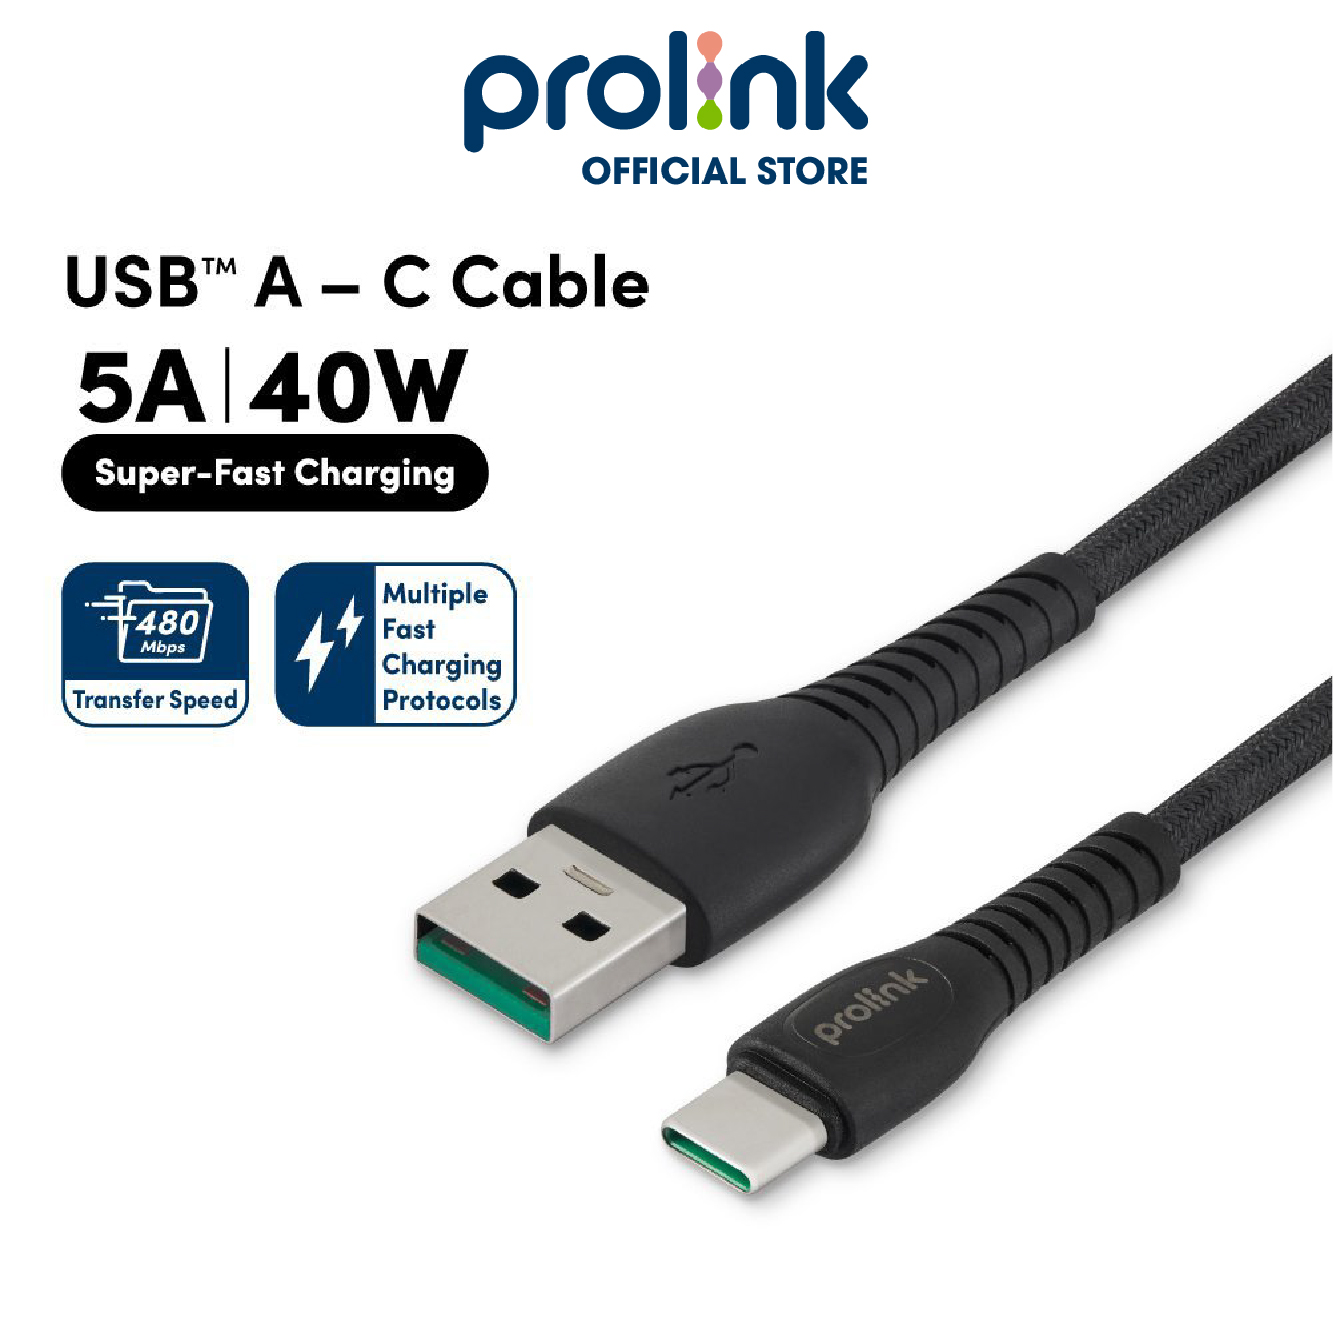 prolink
OFFICIAL STORE
USB™ A – C Cable
5A | 40W
Super-Fast Charging
480
Mbps
Transfer Speed
Multiple
Fast
Charging
Protocols
prolink